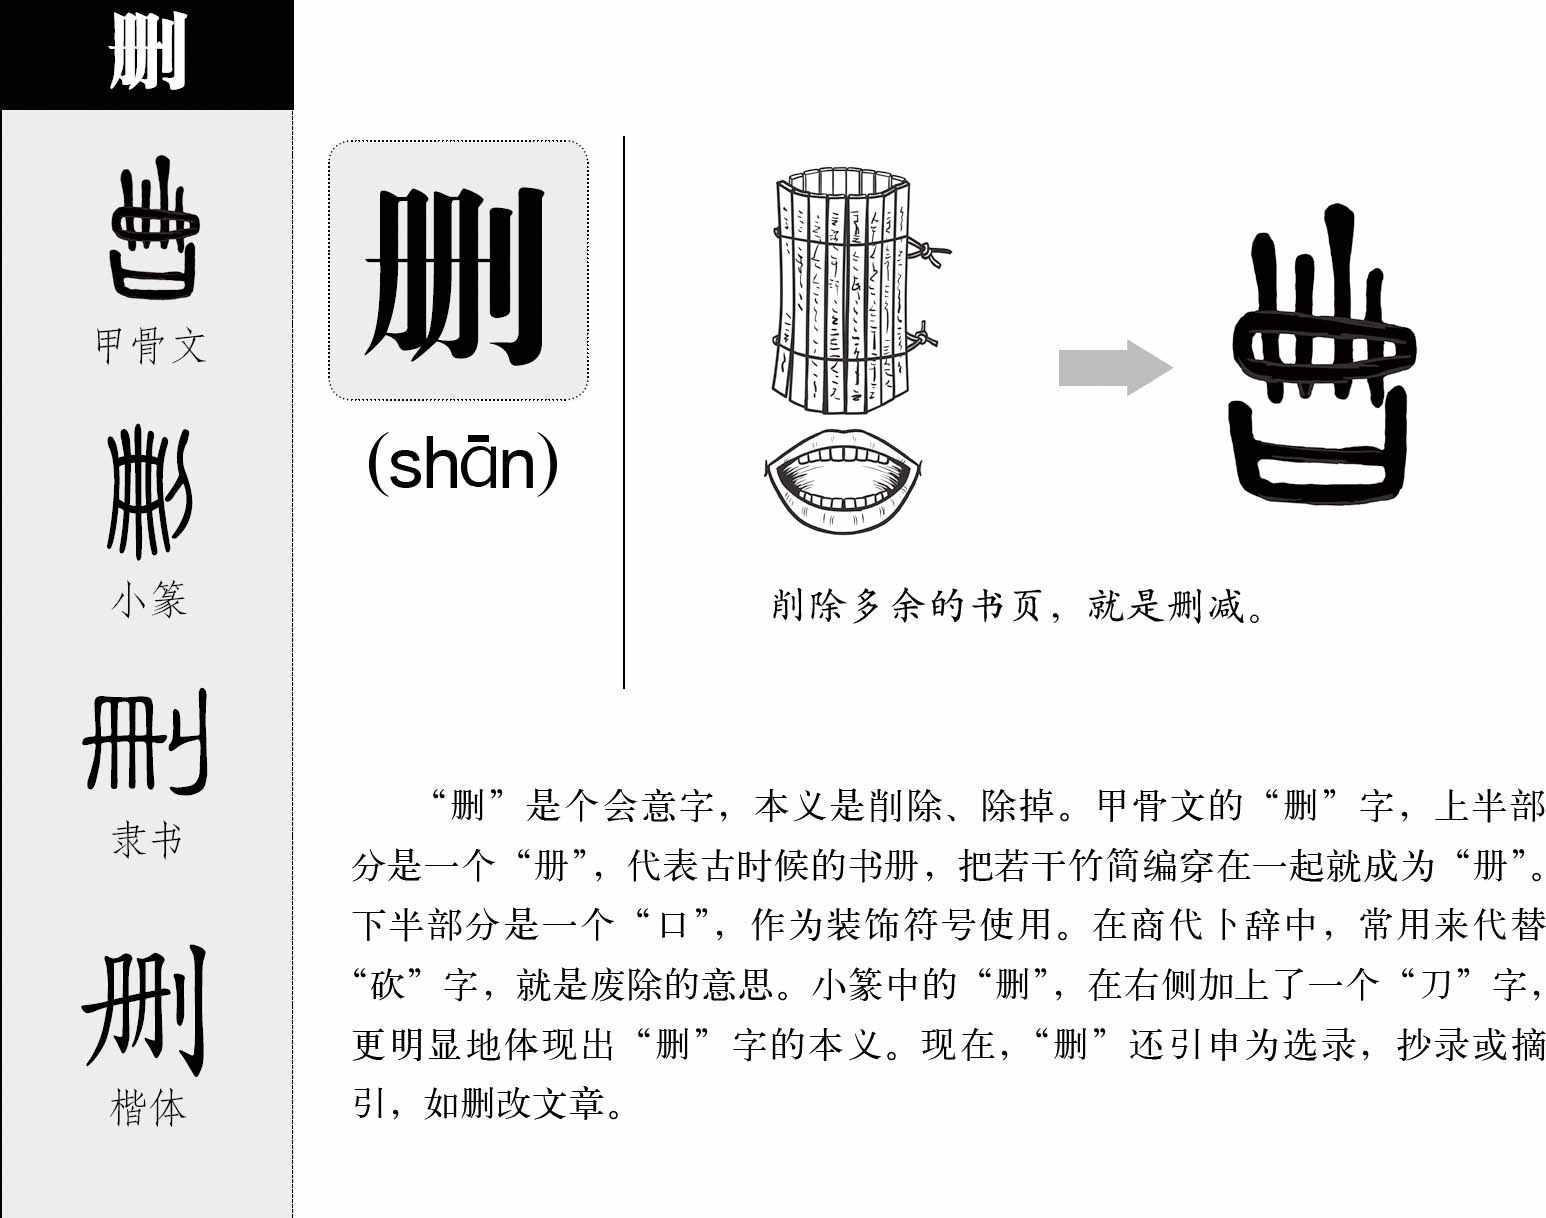 删
甲骨文
小篆
隶书
楷体
删
(shān)
削除多余的书页，就是删减。
“删”是个会意字，本义是削除、除掉。甲骨文的“删”字，上半部
分是一个“册”，代表古时候的书册，把若干竹简编穿在一起就成为“册”。
下半部分是一个“口”，作为装饰符号使用。在商代卜辞中，常用来代替
“砍”字，就是废除的意思。小篆中的“删”，在右侧加上了一个“刀”字，
更明显地体现出“删”字的本义。现在，“删”还引申为选录，抄录或摘
引，如删改文章。